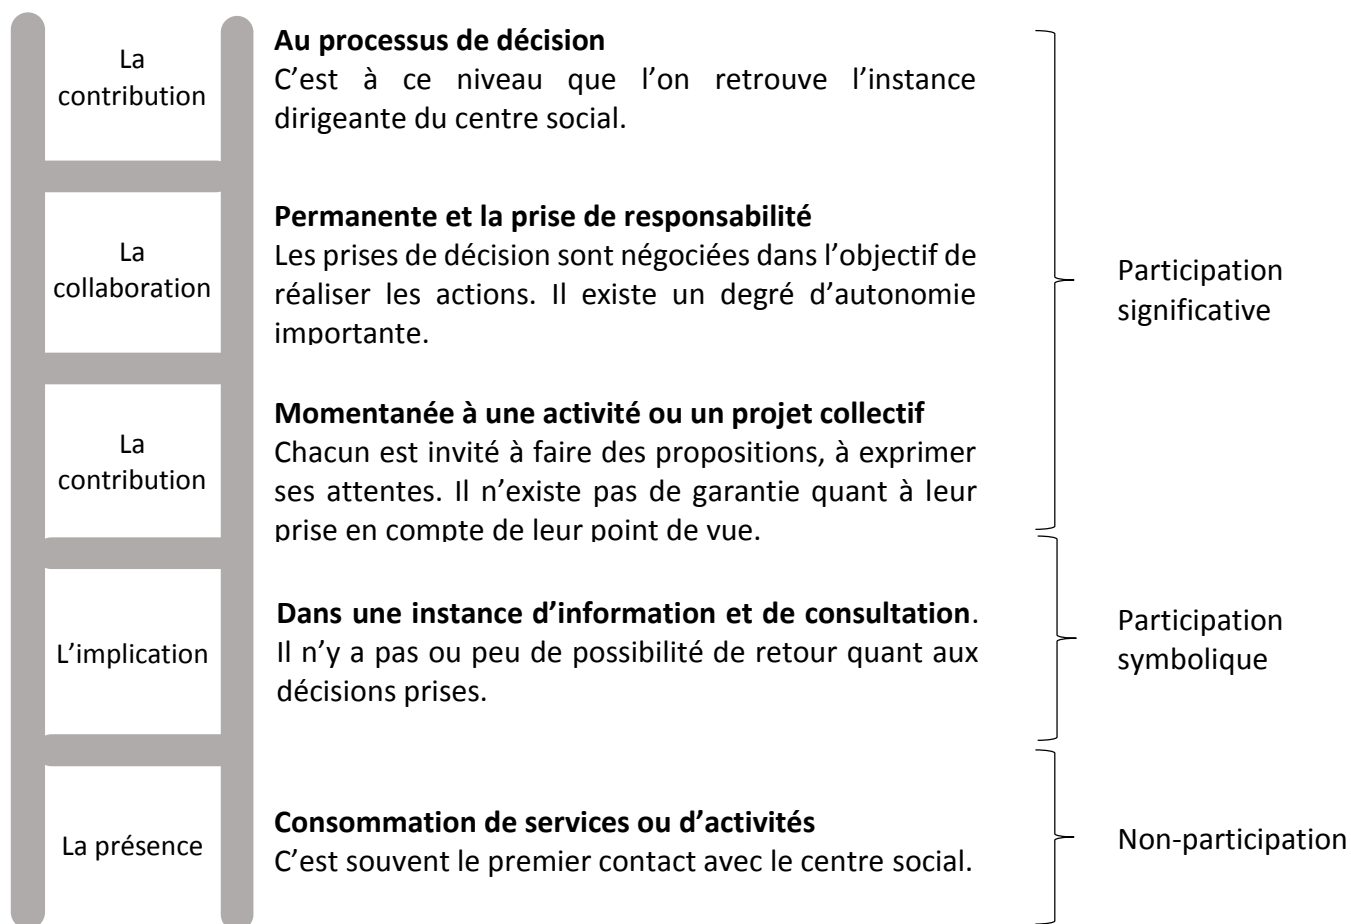 La
contribution
Au processus de décision
C’est à ce niveau que l’on retrouve l’instance
dirigeante du centre social.
La
collaboration
Permanente et la prise de responsabilité
Les prises de décision sont négociées dans l’objectif de
réaliser les actions. Il existe un degré d’autonomie
importante.
Participation
significative
La
contribution
Momentanée à une activité ou un projet collectif
Chacun est invité à faire des propositions, à exprimer
ses attentes. Il n’existe pas de garantie quant à leur
prise en compte de leur point de vue.
L’implication
Dans une instance d’information et de consultation.
Il n’y a pas ou peu de possibilité de retour quant aux
décisions prises.
Participation
symbolique
La présence
Consommation de services ou d’activités
C’est souvent le premier contact avec le centre social.
Non-participation